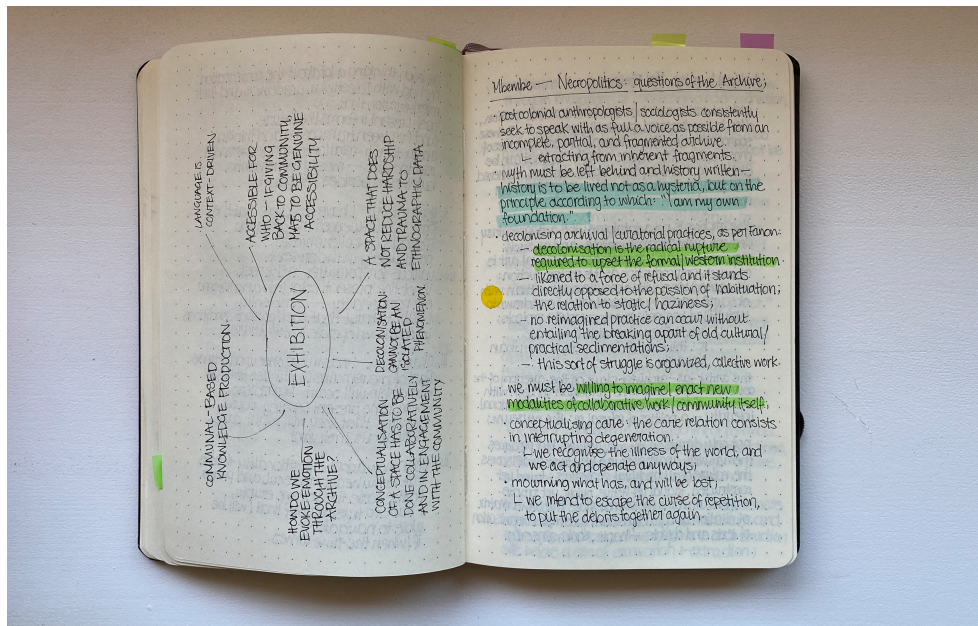 LANGUAGE IS
CONTEXT-DRIVEN.
ACCESSIBLE FOR
WHO – IF GIVING
BACK TO COMMUNITY,
HAS TO BE GENUINE
ACCESSIBILITY
A SPACE THAT DOES
NOT REDUCE HARDSHIP
AND TRAUMA TO
ETHNOGRAPHIC DATA.
EXHIBITION
COMMUNAL-BASED
KNOWLEDGE PRODUCTION.
DECOLONISATION:
CANNOT BE AN
ISOLATED
PHENOMENON
HOW DO WE
EVOKE EMOTION
THROUGH THE
ARCHIVE?
CONCEPTUALISATION
OF A SPACE HAS TO BE
DONE COLLABORATIVELY
AND IN-ENGAGEMENT
WITH THE COMMUNITY
Mbembe — Necropolitics: questions of the Archive;
· postcolonial anthropologists/sociologists consistently
seek to speak with as full a voice as possible from an
incomplete, partial, and fragmented archive.
↳ extracting from inherent fragments.
myth must be left behind and history written –
history is to be lived not as a hysteria, but on the
principle according to which: "I am my own
foundation."
· decolonising archival/curatorial practices, as per Fanon:
– decolonisation is the radical rupture
required to upset the formal/western institution.
– likened to a force of refusal and it stands
directly opposed to the passion of habituation;
the relation to static/haziness;
– no reimagined practice can occur without
entailing the breaking apart of old cultural/
practical sedimentations;
– this sort of struggle is organized, collective work.
we must be willing to imagine/enact new
modalities of collaborative work/community itself;
· conceptualising care: the care relation consists
in interrupting degeneration.
↳ we recognise the illness of the world, and
we act and operate anyways;
· mourning what has, and will be lost;
↳ we intend to escape the curse of repetition,
to put the debris together again.